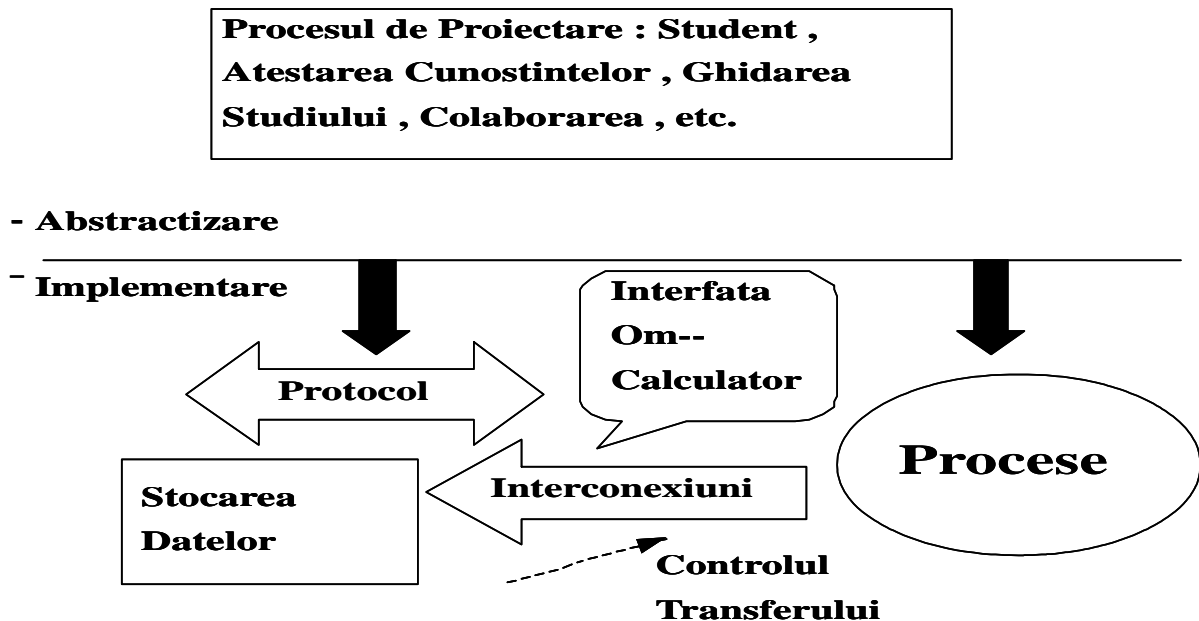 Procesul de Proiectare : Student ,
Atestarea Cunostintelor , Ghidarea
Studiului , Colaborarea , etc.
- Abstractizare
- Implementare
Interfata
Om--
Calculator
Protocol
Procese
Interconexiuni
Stocarea
Datelor
Controlul
Transferului